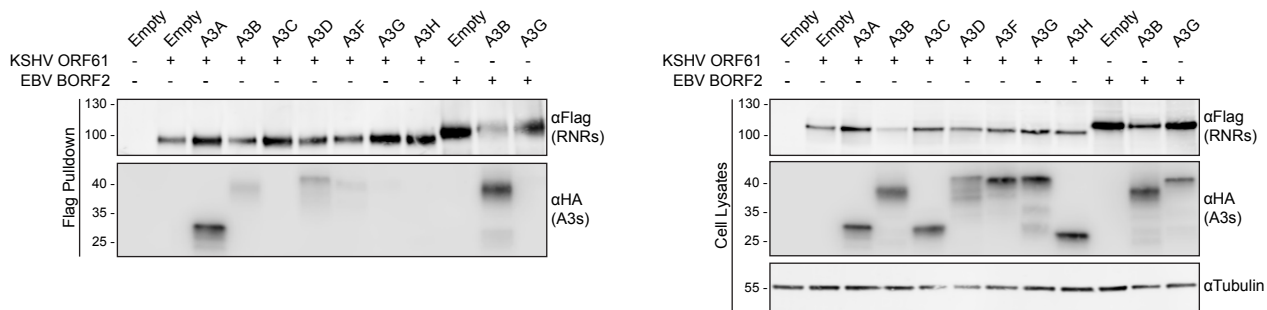 Empty Empty A3A A3B A3C A3D A3F A3G A3H Empty A3B A3G
KSHV ORF61 - + + + + + + + + - - -
EBV BORF2 - - - - - - - - - + + +
Flag Pulldown
130 -
100 -
αFlag
(RNRs)
40 -
35 -
25 -
αHA
(A3s)
Empty Empty A3A A3B A3C A3D A3F A3G A3H Empty A3B A3G
KSHV ORF61 - + + + + + + + + - - -
EBV BORF2 - - - - - - - - - + + +
Cell Lysates
130 -
100 -
αFlag
(RNRs)
40 -
35 -
25 -
αHA
(A3s)
55 -
αTubulin